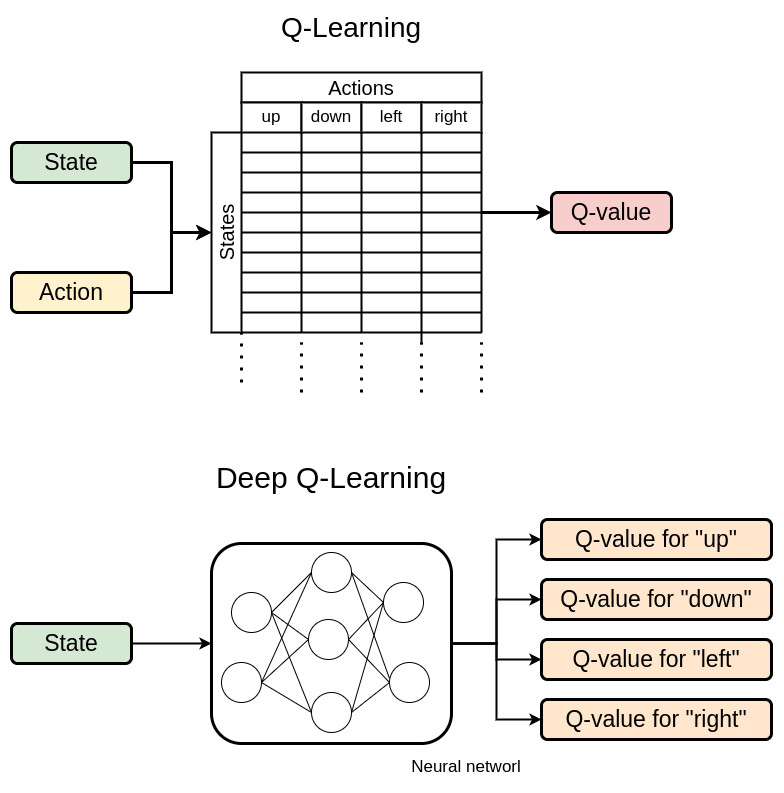 Q-Learning
Actions
up down left right
State
States
Q-value
Action
Deep Q-Learning
Q-value for "up"
Q-value for "down"
State
Q-value for "left"
Q-value for "right"
Neural networl